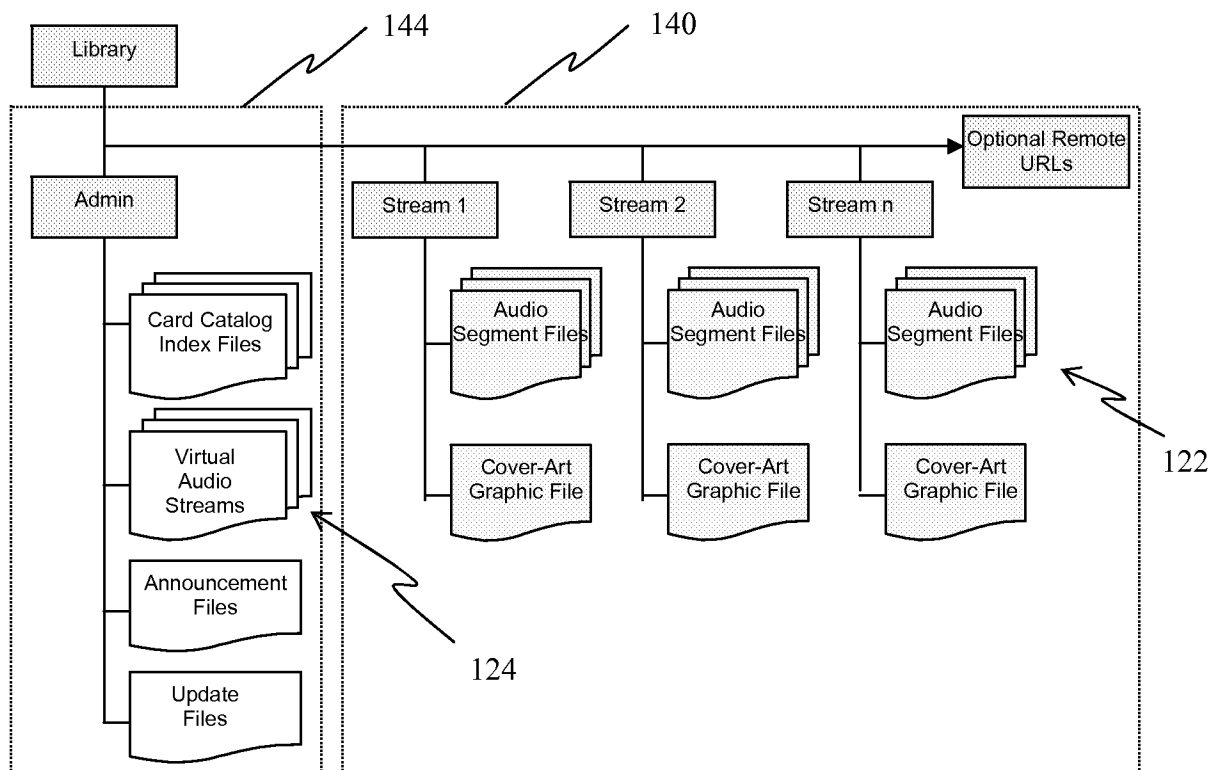 144
140
Library
Optional Remote
URLs
Admin
Stream 1
Stream 2
Stream n
Card Catalog
Index Files
Audio
Segment Files
Audio
Segment Files
Audio
Segment Files
122
Virtual
Audio
Streams
Cover-Art
Graphic File
Cover-Art
Graphic File
Cover-Art
Graphic File
Announcement
Files
124
Update
Files